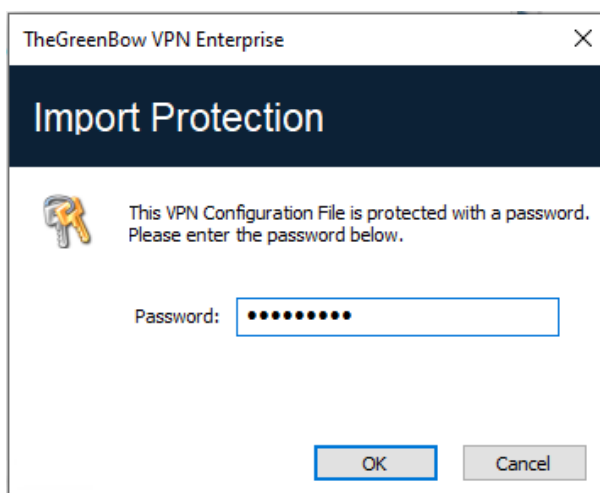 TheGreenBow VPN Enterprise
Import Protection
This VPN Configuration File is protected with a password.
Please enter the password below.
Password: •••••••••
OK Cancel